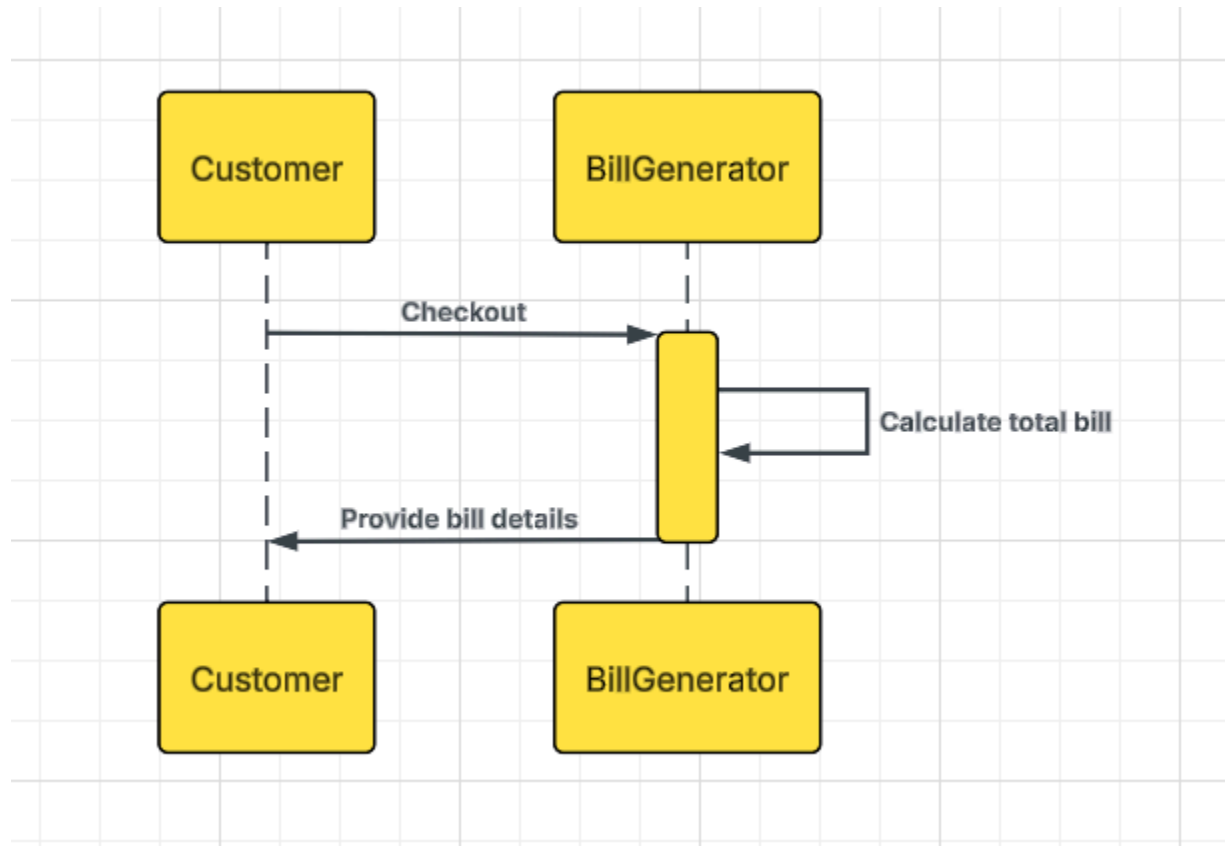 Customer
BillGenerator
Checkout
Calculate total bill
Provide bill details
Customer
BillGenerator